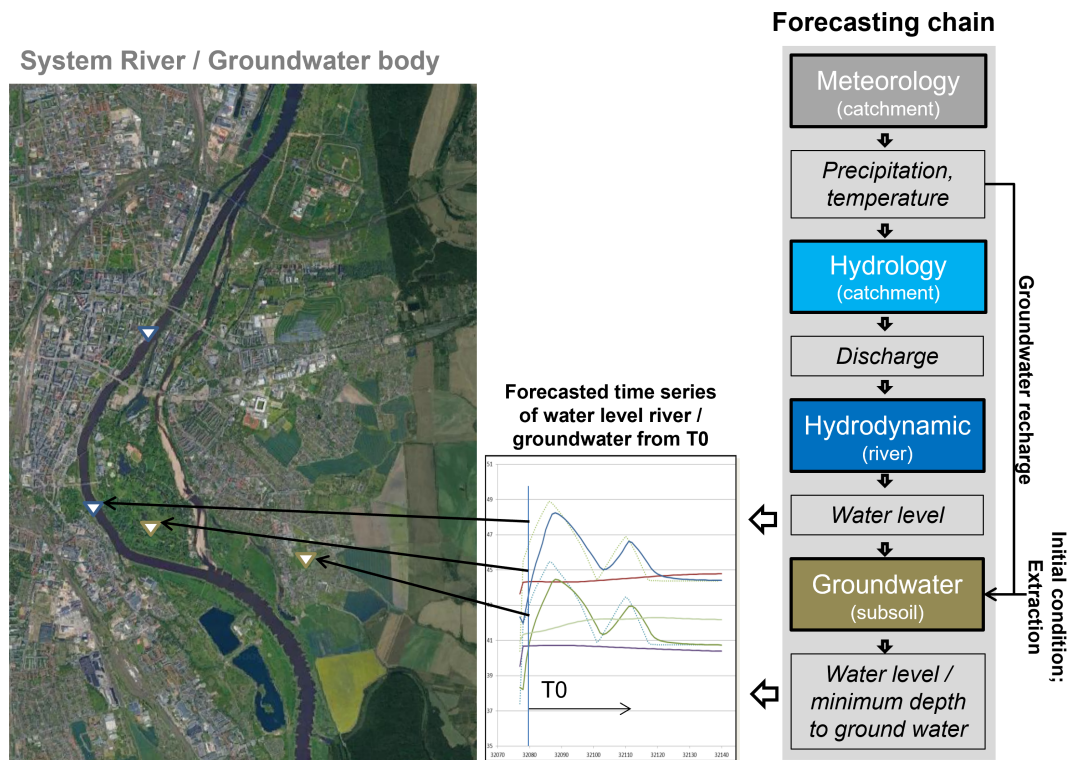 Forecasting chain
System River / Groundwater body
Meteorology
(catchment)
Precipitation,
temperature
Hydrology
(catchment)
Discharge
Hydrodynamic
(river)
Water level
Groundwater
(subsoil)
Water level /
minimum depth
to ground water
Groundwater recharge
Initial condition;
Extraction
Forecasted time series
of water level river /
groundwater from T0
51
49
47
45
43
41
39
37
35
T0
32070 32080 32090 32100 32110 32120 32130 32140